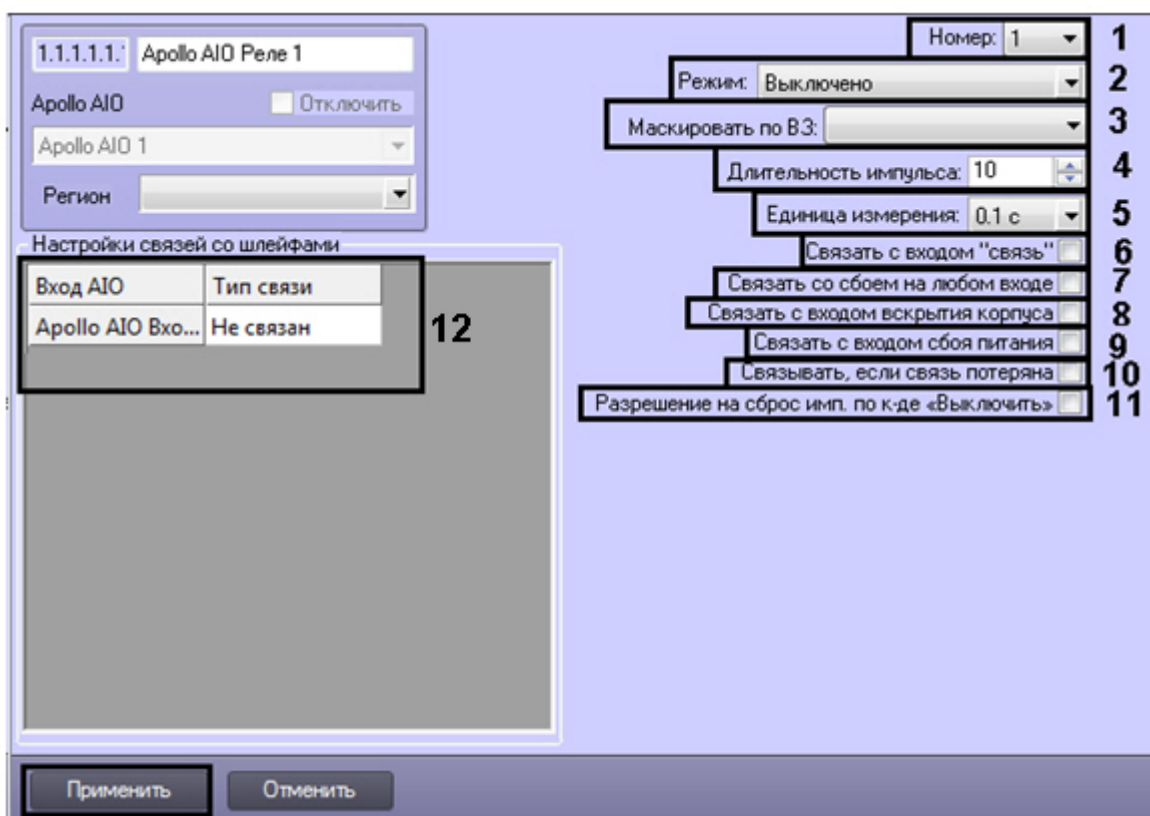 1.1.1.1.1. Apollo AIO Реле 1
Apollo AIO Отключить
Apollo AIO 1
Регион
Номер: 1 1
Режим: Выключено 2
Маскировать по ВЗ: 3
Длительность импульса: 10 4
Единица измерения: 0.1 с 5
Связать с входом "связь" 6
Связать со сбоем на любом входе 7
Связать с входом вскрытия корпуса 8
Связать с входом сбоя питания 9
Связывать, если связь потеряна 10
Разрешение на сброс имп. по к-де «Выключить» 11
Настройки связей со шлейфами
Вход AIO Тип связи
Apollo AIO Вхо... Не связан 12
Применить Отменить